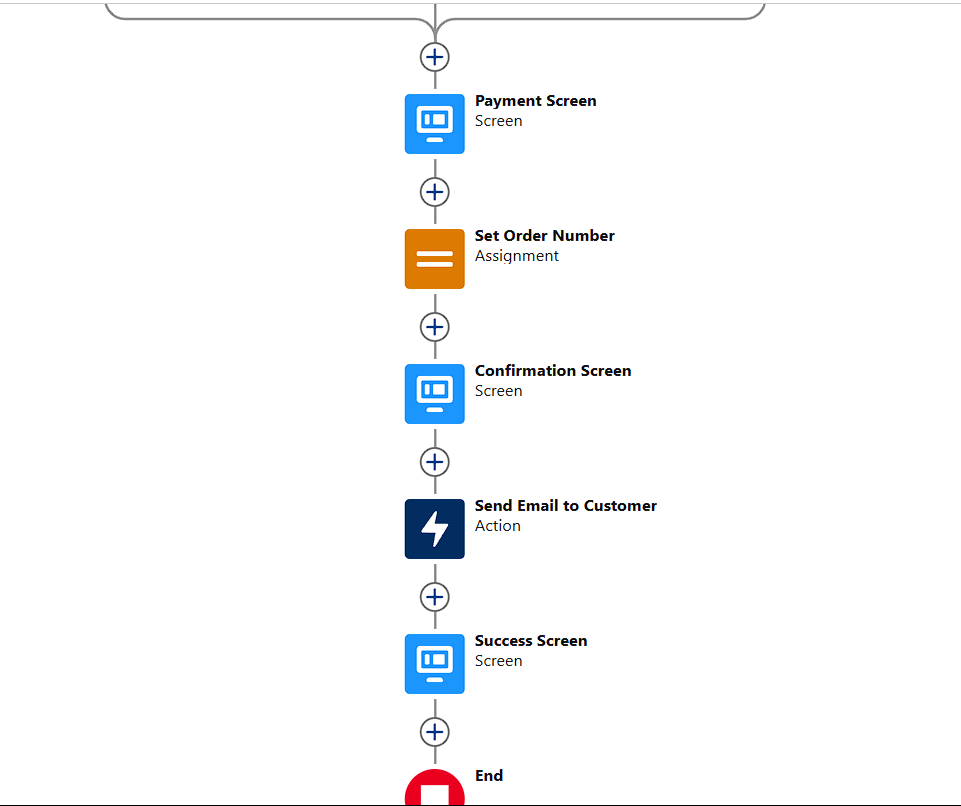 Payment Screen
Screen
Set Order Number
Assignment
Confirmation Screen
Screen
Send Email to Customer
Action
Success Screen
Screen
End